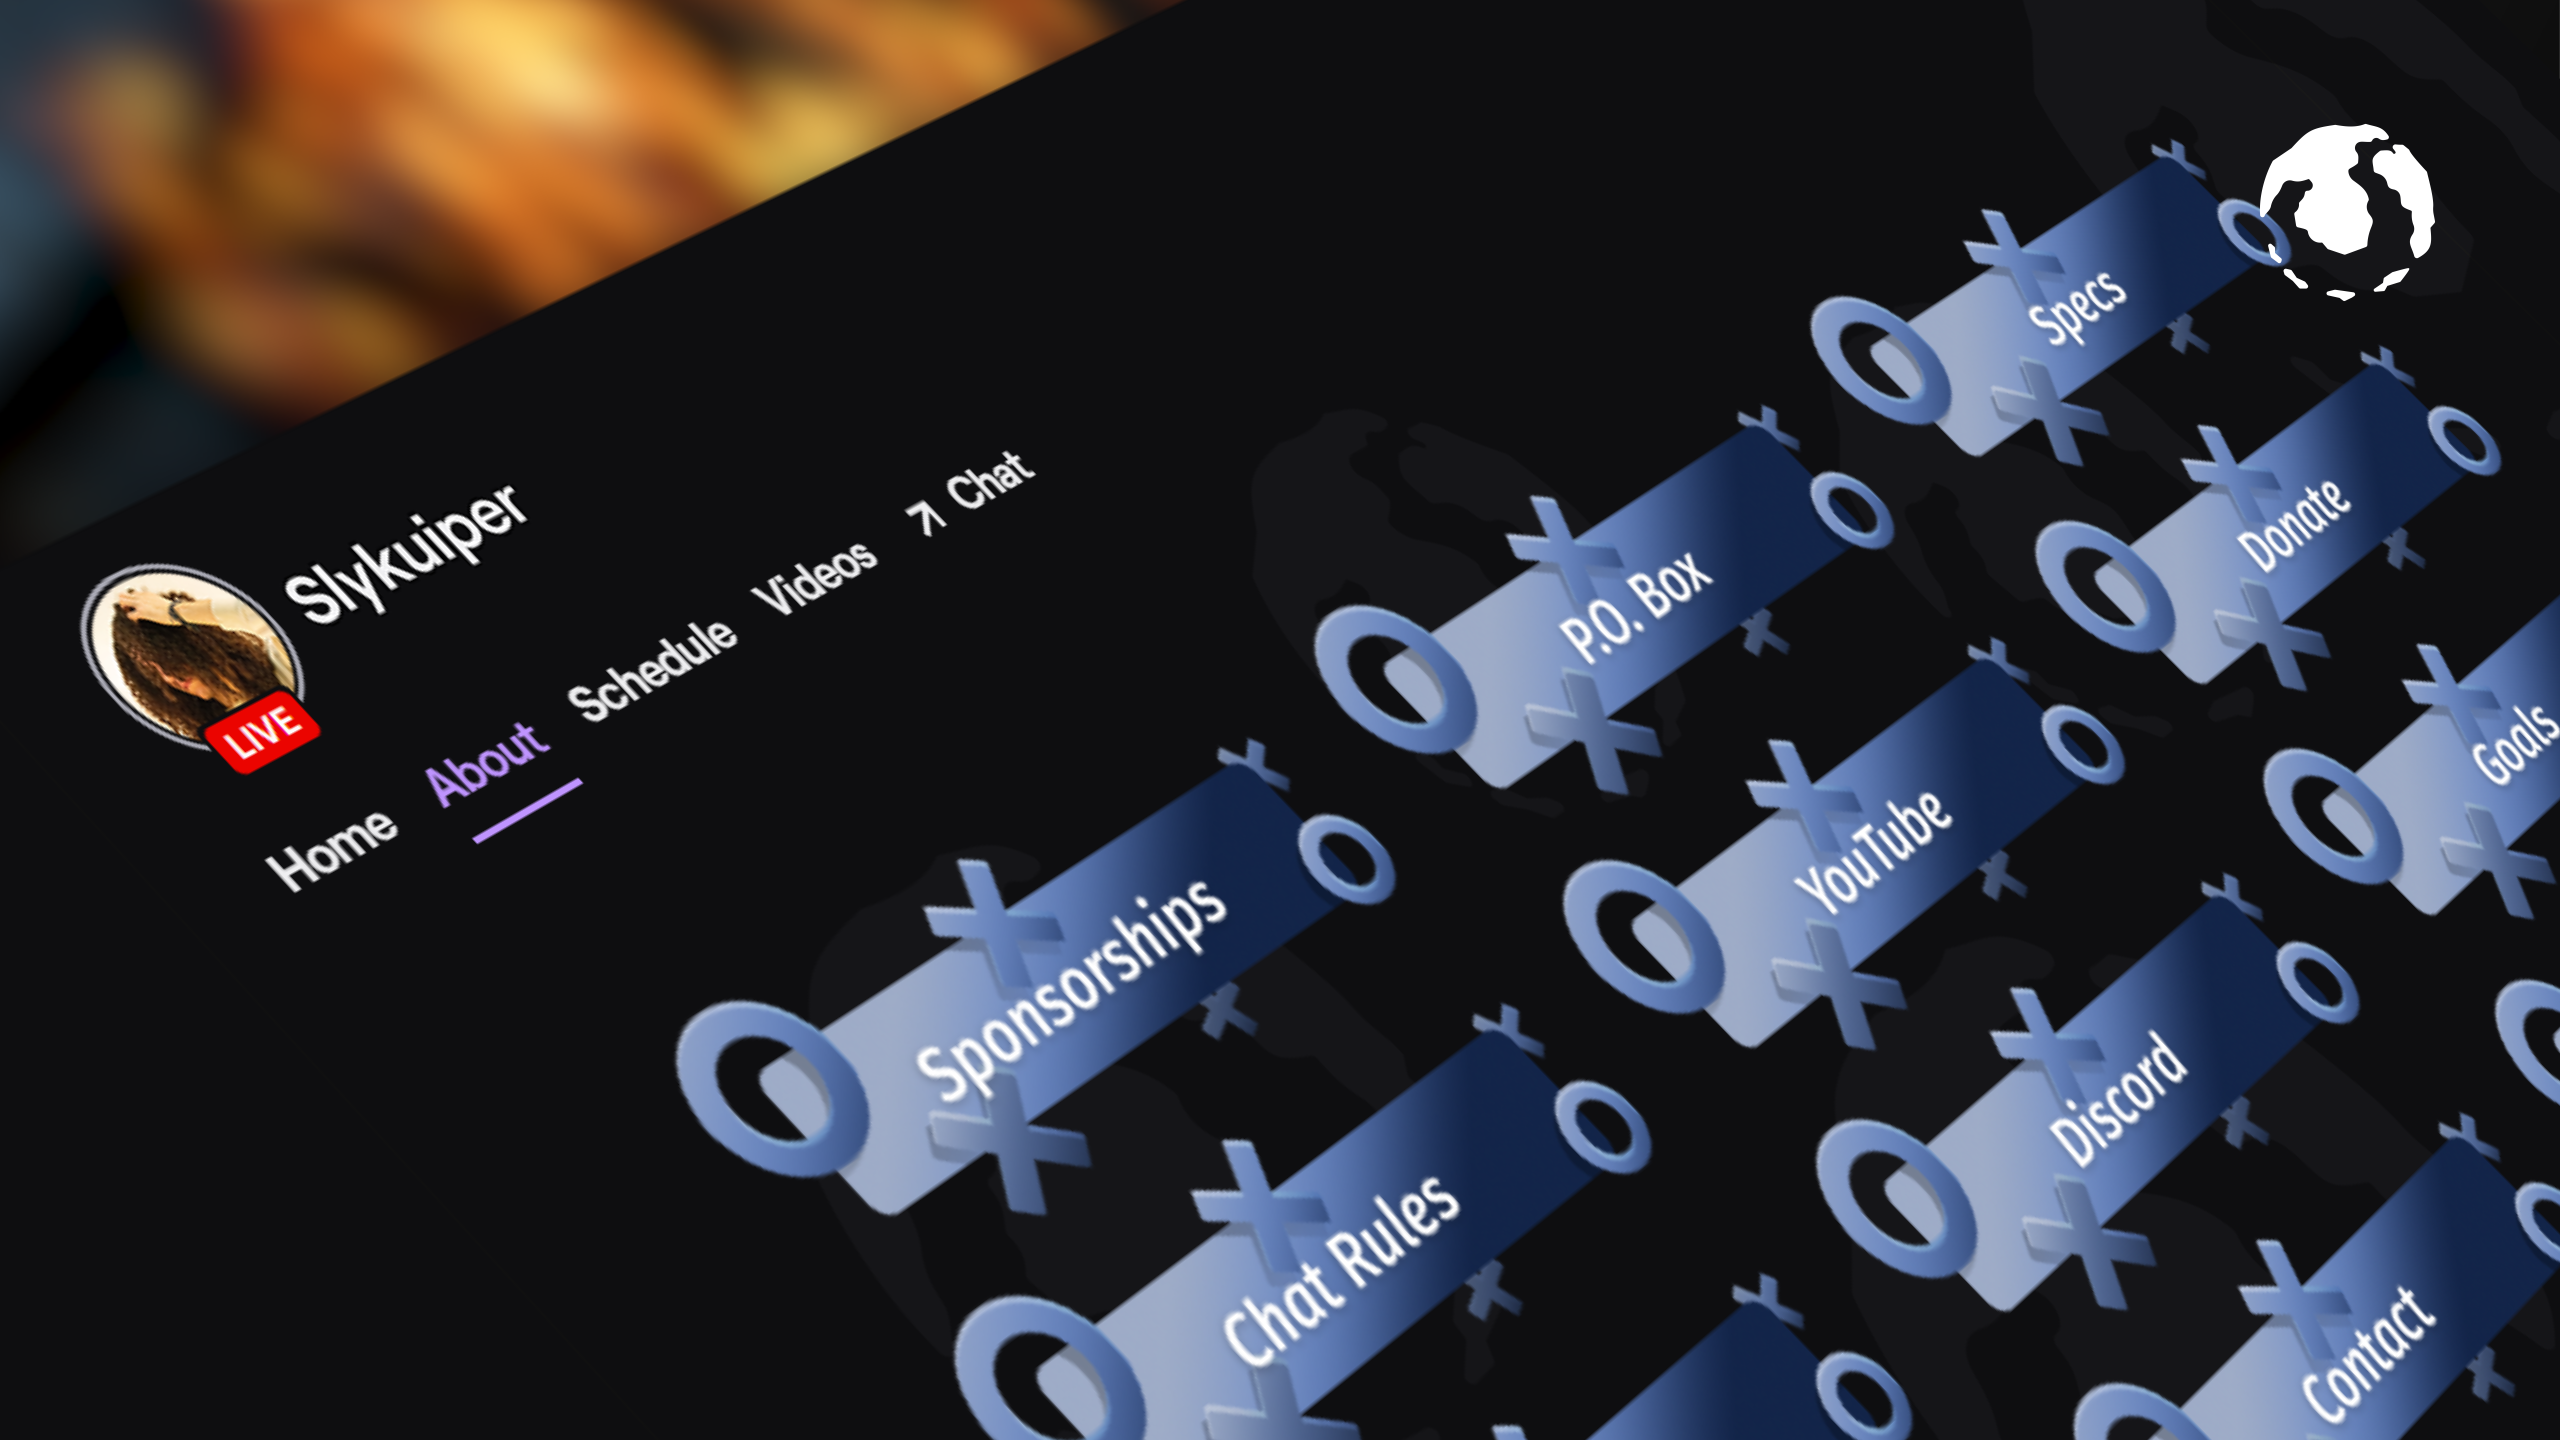 Slykuiper
LIVE
Home
About
Schedule
Videos
Chat
Sponsorships
P.O. Box
Specs
Chat Rules
YouTube
Donate
Discord
Goals
Contact